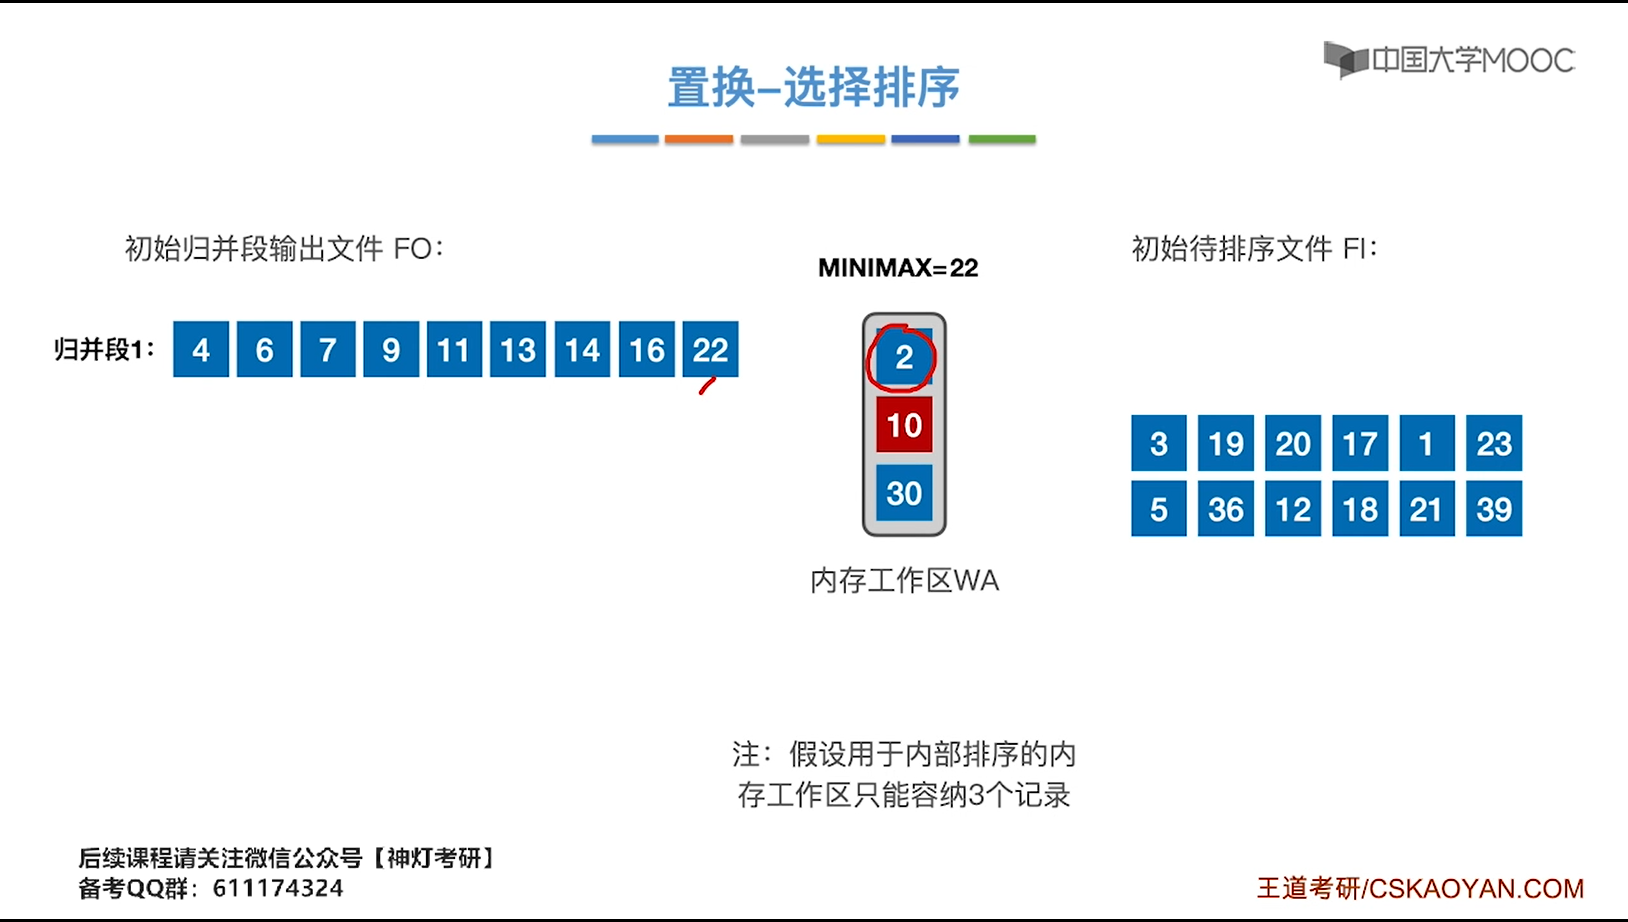 中国大学MOOC
置换–选择排序
初始归并段输出文件 FO：
MINIMAX=22
初始待排序文件 FI：
归并段1： 4 6 7 9 11 13 14 16 22
2
10
30
3 19 20 17 1 23
5 36 12 18 21 39
内存工作区WA
注：假设用于内部排序的内
存工作区只能容纳3个记录
后续课程请关注微信公众号【神灯考研】
备考QQ群：611174324
王道考研/CSKAOYAN.COM